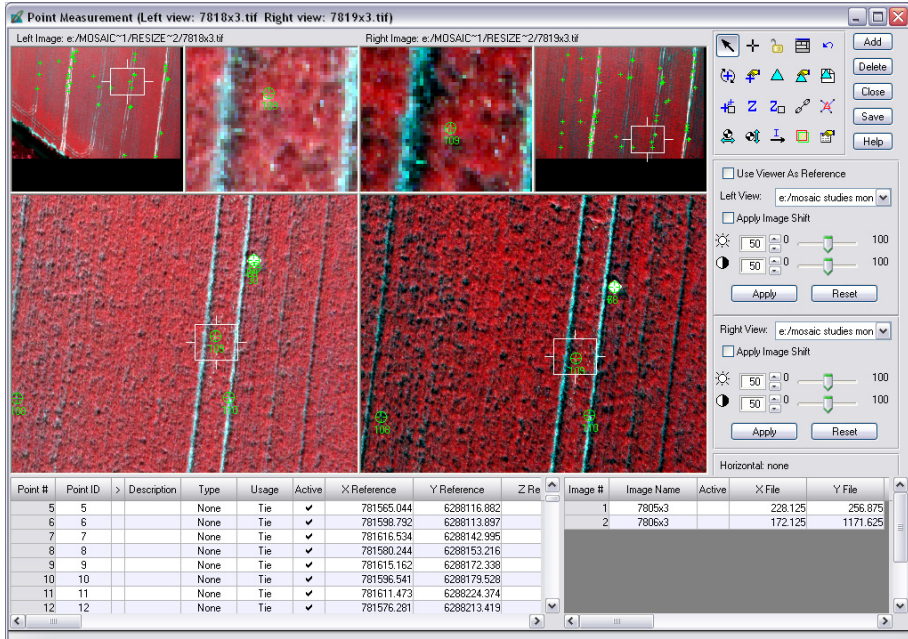 Point Measurement (Left view: 7818x3.tif Right view: 7819x3.tif)
Left Image: e:/MOSAIC~1/RESIZE~2/7818x3.tif
Right Image: e:/MOSAIC~1/RESIZE~2/7819x3.tif
109
Add
Delete
Close
Save
Help
Use Viewer As Reference
Left View: e:/mosaic studies mon
Apply Image Shift
50 0 100
50 0 100
Apply Reset
Right View: e:/mosaic studies mon
Apply Image Shift
50 0 100
50 0 100
Apply Reset
Horizontal: none
109
109
110
108
110
Point # Point ID > Description Type Usage Active X Reference Y Reference Z Re
5 5 None Tie 781565.044 6288116.882
6 6 None Tie 781598.792 6288113.897
7 7 None Tie 781616.534 6288142.995
8 8 None Tie 781580.244 6288153.216
9 9 None Tie 781615.162 6288172.338
10 10 None Tie 781596.541 6288179.528
11 11 None Tie 781611.473 6288224.374
12 12 None Tie 781576.281 6288213.419
Image # Image Name Active X File Y File
1 7805x3 228.125 256.875
2 7806x3 172.125 1171.625